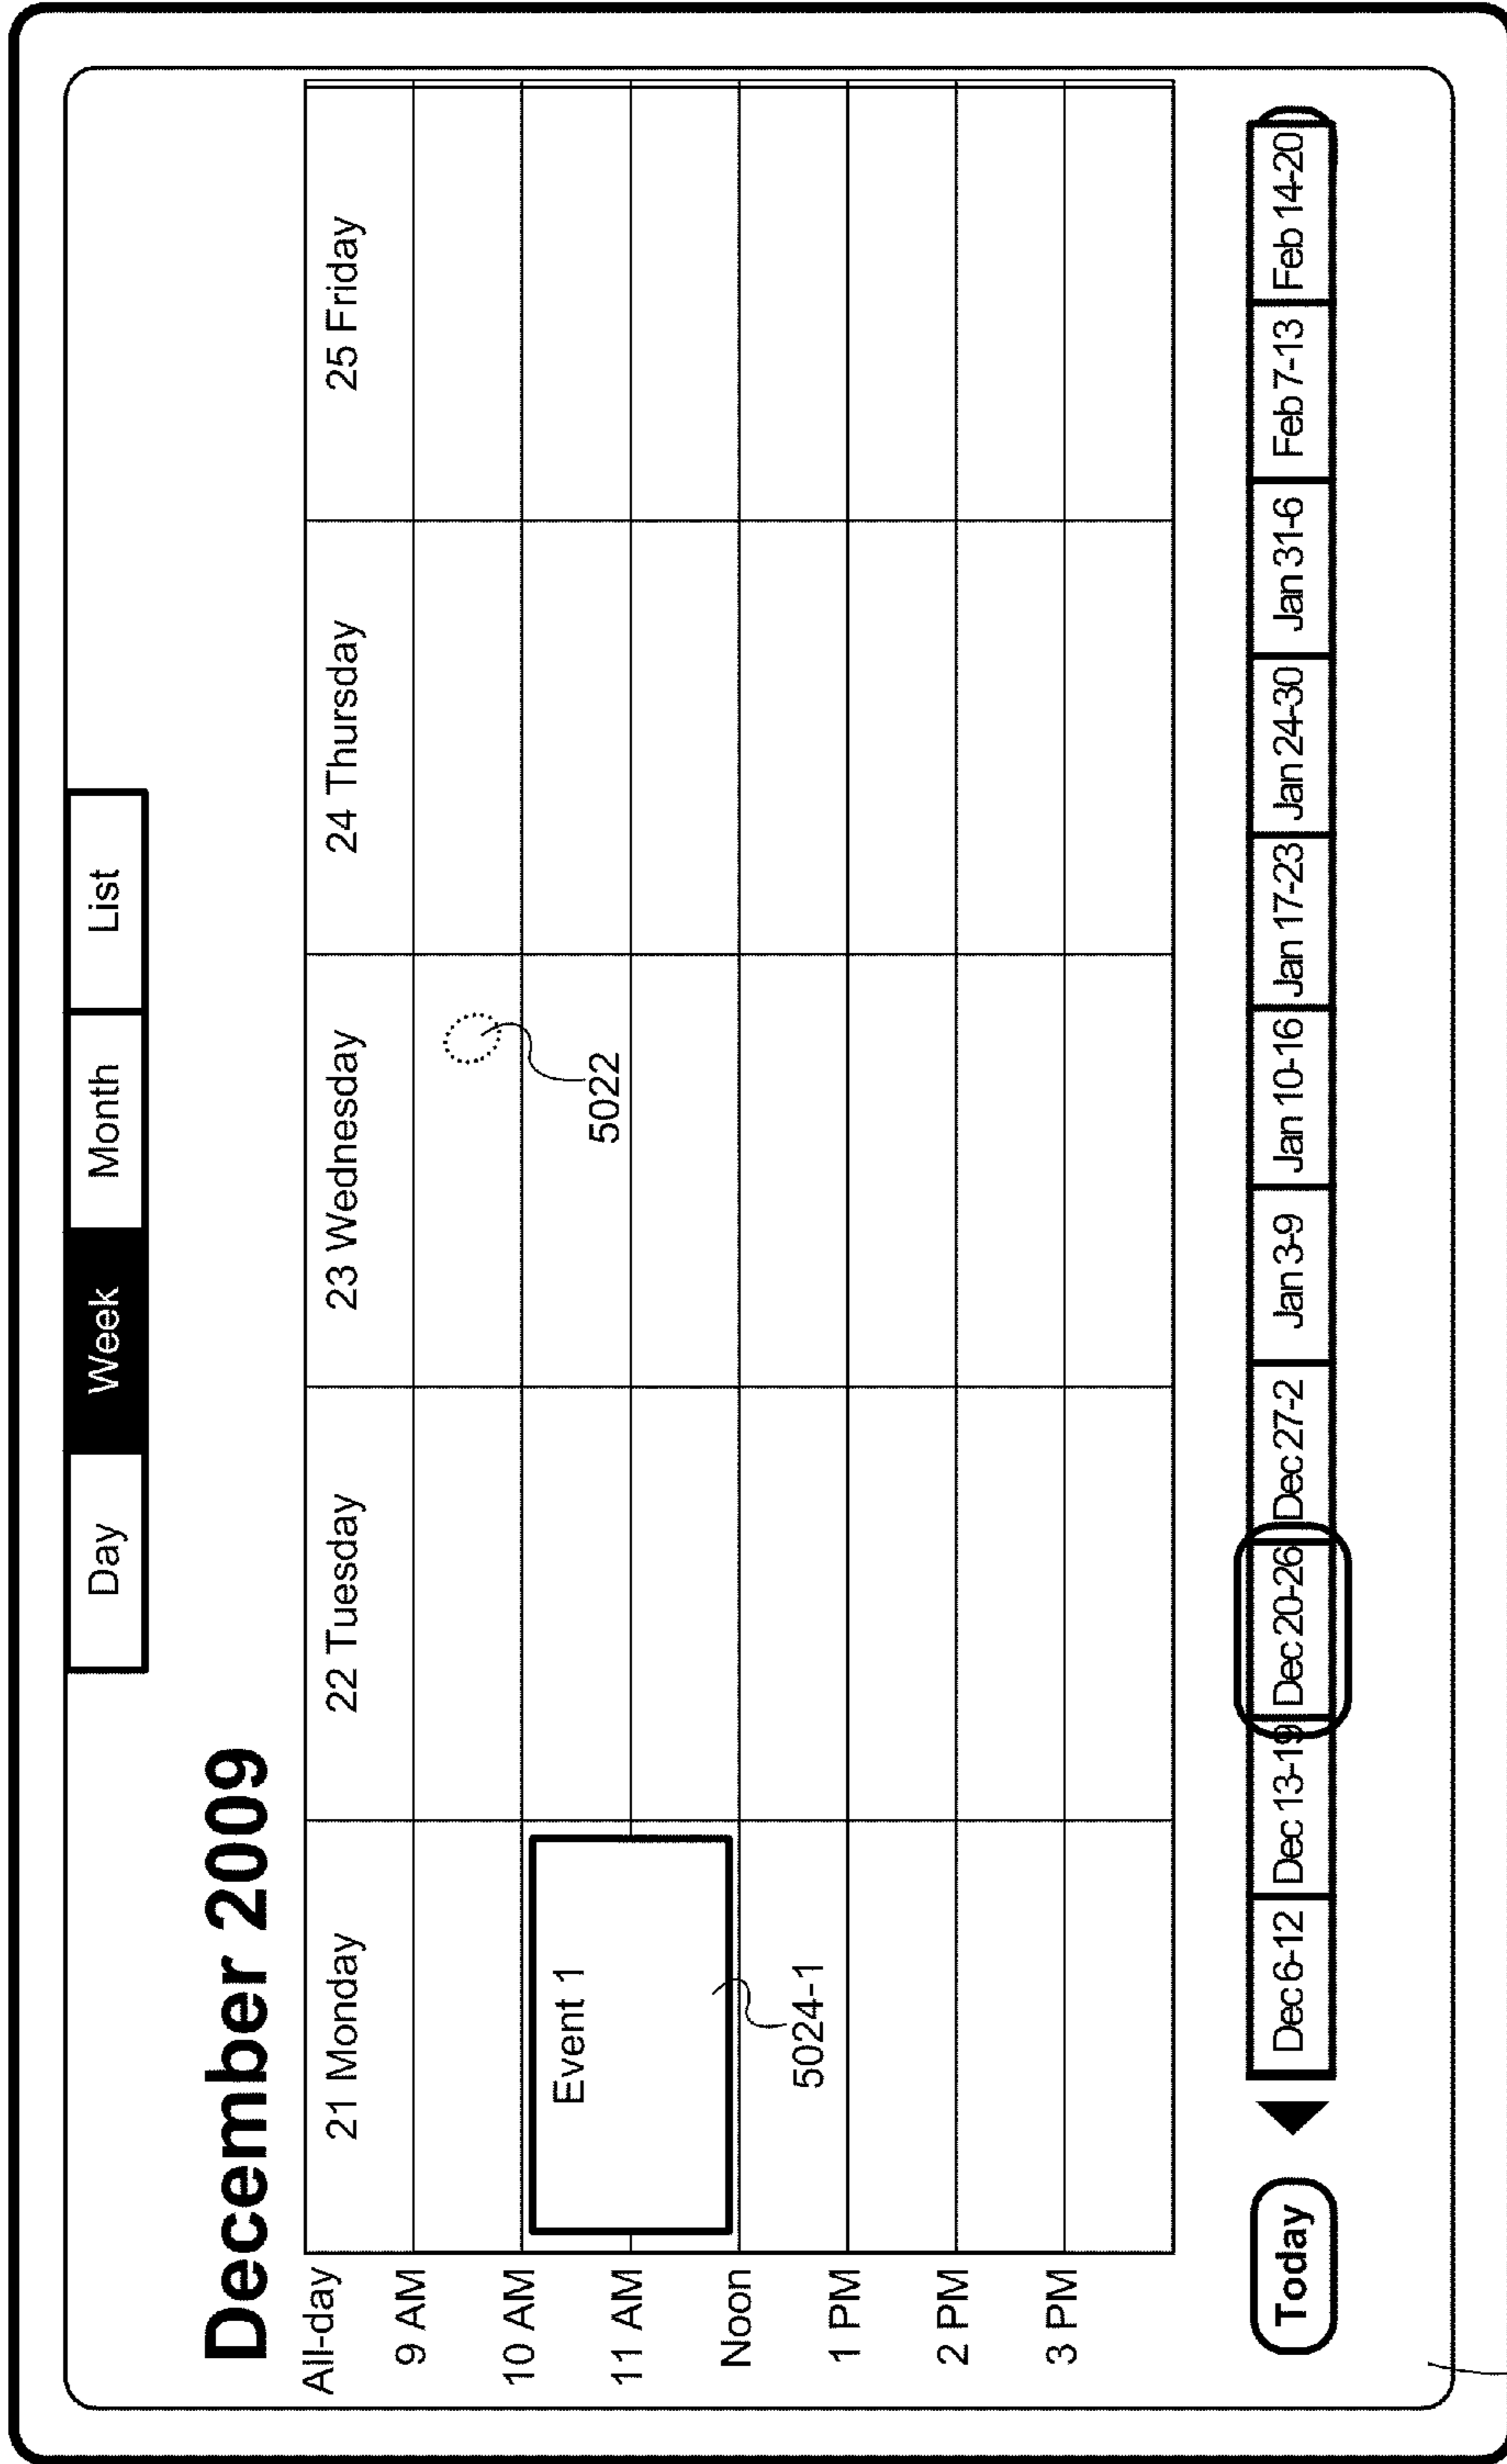 Day Week Month List
December 2009
All-day 21 Monday 22 Tuesday 23 Wednesday 24 Thursday 25 Friday
9 AM
10 AM
Event 1
5022
11 AM
Noon
5024-1
1 PM
2 PM
3 PM
Today Dec 6-12 Dec 13-19 Dec 20-26 Dec 27-2 Jan 3-9 Jan 10-16 Jan 17-23 Jan 24-30 Jan 31-6 Feb 7-13 Feb 14-20